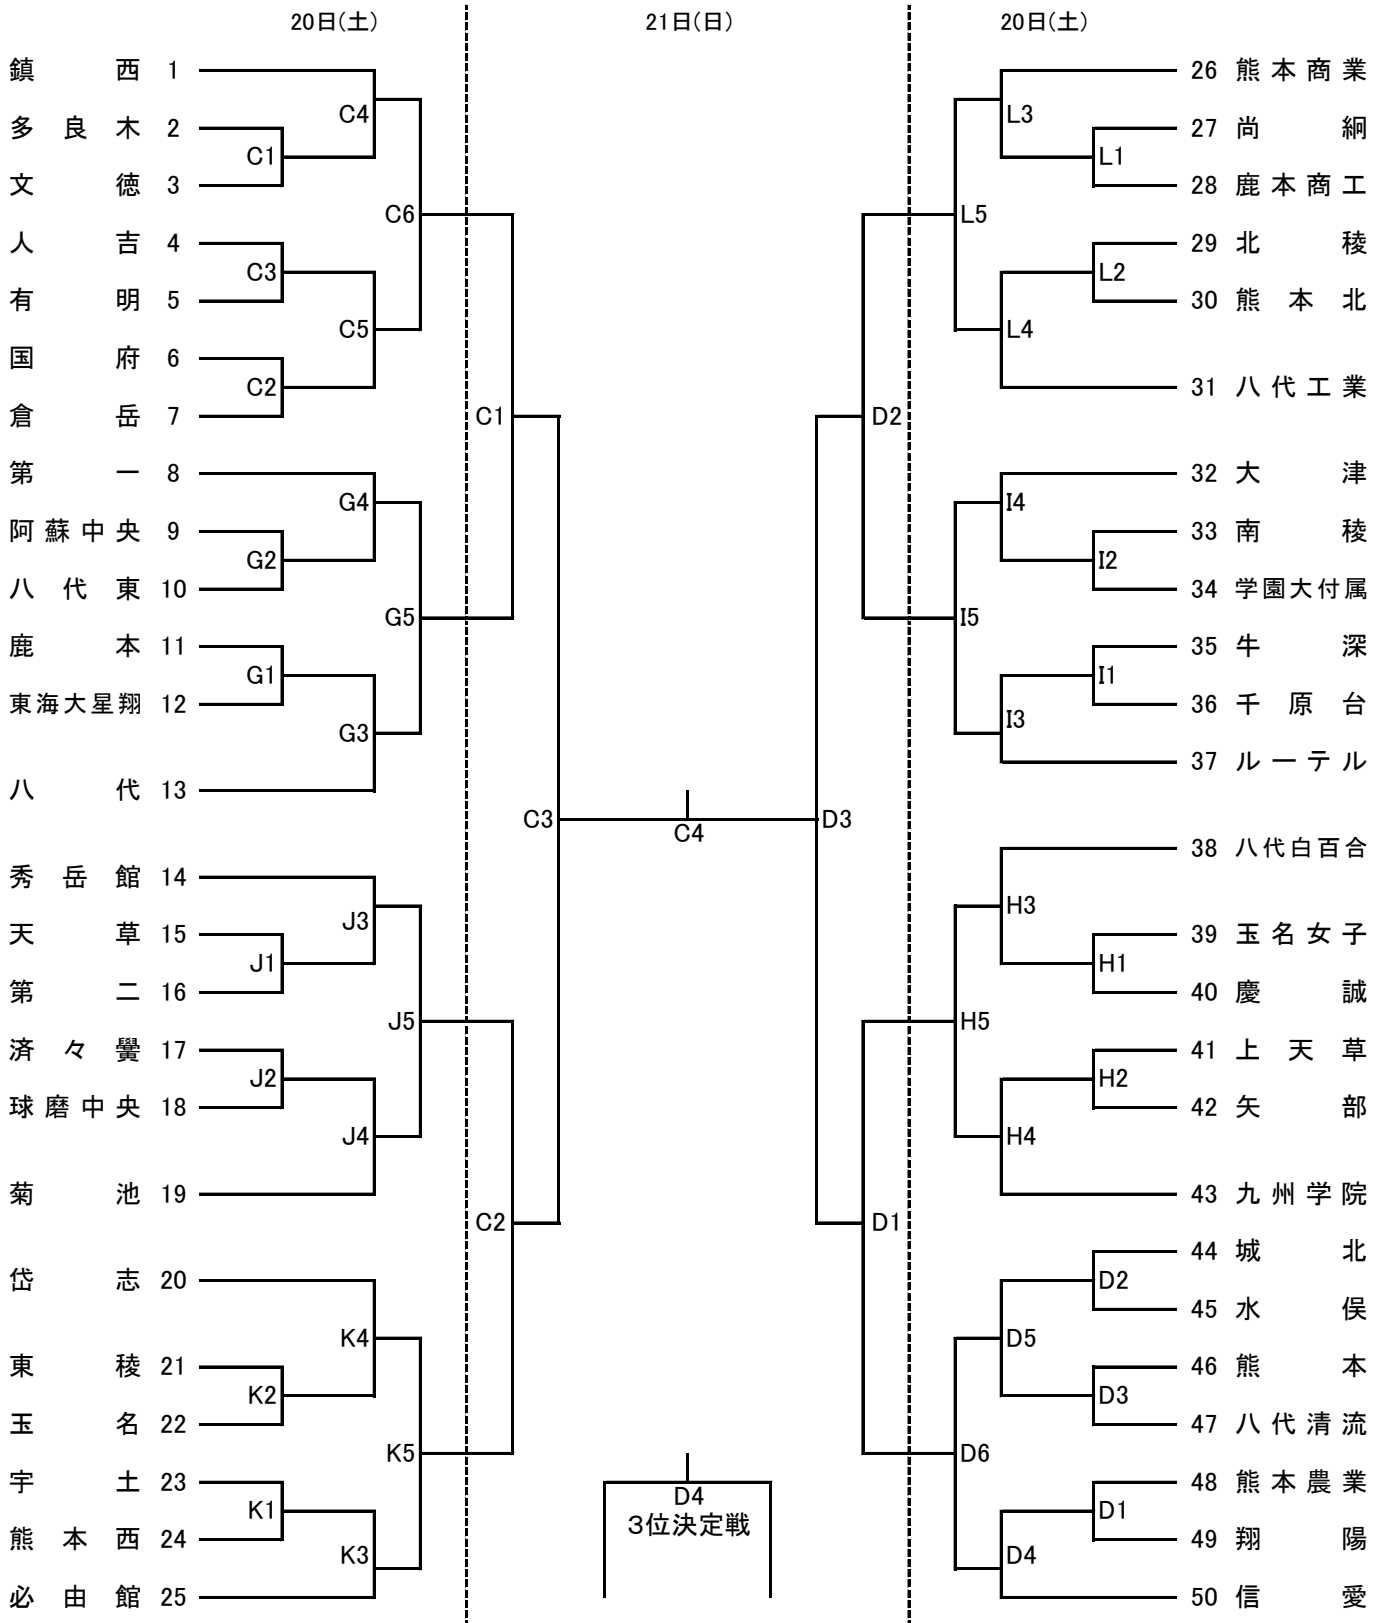 20日(土) 21日(日) 20日(土)
鎮西 1
C4
多良木 2
C1
文徳 3
C6
人吉 4
C3
有明 5
C5
国府 6
C2
倉岳 7
C1
第一 8
G4
阿蘇中央 9
G2
八代東 10
G5
鹿本 11
G1
東海大星翔 12
G3
八代 13
C3
秀岳館 14
J3
天草 15
J1
第二 16
J5
済々黌 17
J2
球磨中央 18
J4
菊池 19
C2
岱志 20
K4
東稜 21
K2
玉名 22
K5
宇土 23
K1
熊本西 24
K3
必由館 25
C4
D4
3位決定戦
26 熊本商業
L3
27 尚絅
L1
28 鹿本商工
L5
29 北稜
L2
30 熊本北
L4
31 八代工業
D2
32 大津
I4
33 南稜
I2
34 学園大付属
I5
35 牛深
I1
36 千原台
I3
37 ルーテル
D3
38 八代白百合
H3
39 玉名女子
H1
40 慶誠
H5
41 上天草
H2
42 矢部
H4
43 九州学院
D1
44 城北
D2
45 水俣
D5
46 熊本
D3
47 八代清流
D6
48 熊本農業
D1
49 翔陽
D4
50 信愛